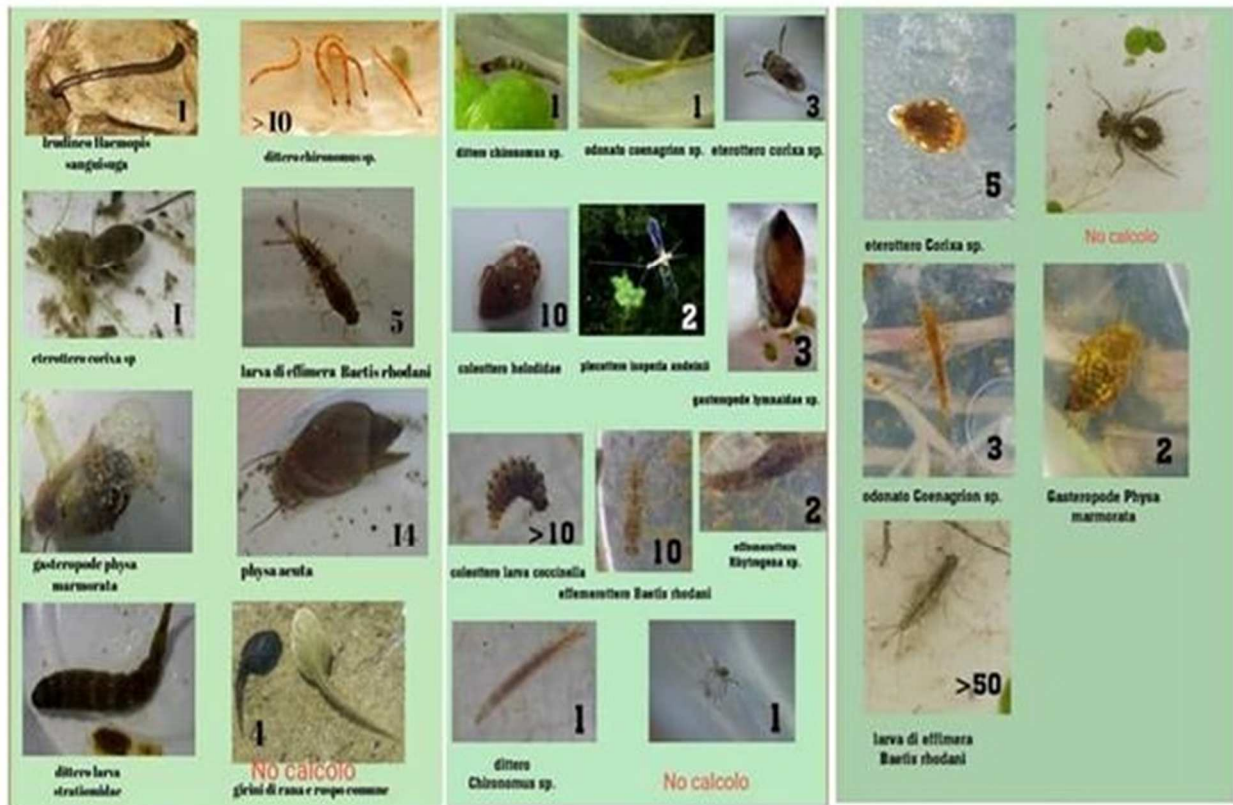 1
Irudineo Haemopis
sanguisuga
>10
dittero chironomus sp.
1
eterottero corixa sp
5
larva di effimera Baetis rhodani
gasteropode physa
marmorata
14
physa acuta
dittero larva
stratiomidae
4
No calcolo
girini di rana e rospo comune
1
dittero chironomus sp.
1
odonato coenagrion sp.
3
eterottero corixa sp.
10
coleottero helodidae
2
plecottero isoperla
3
gasteropode lymnaidae sp.
>10
coleottero larva coccinella
10
effemerottero Baetis rhodani
2
effemerottero
sp.
1
dittero
Chironomus sp.
1
No calcolo
5
eterottero Corixa sp.
No calcolo
3
odonato Coenagrion sp.
2
Gasteropode Physa
marmorata
>50
larva di effimera
Baetis rhodani